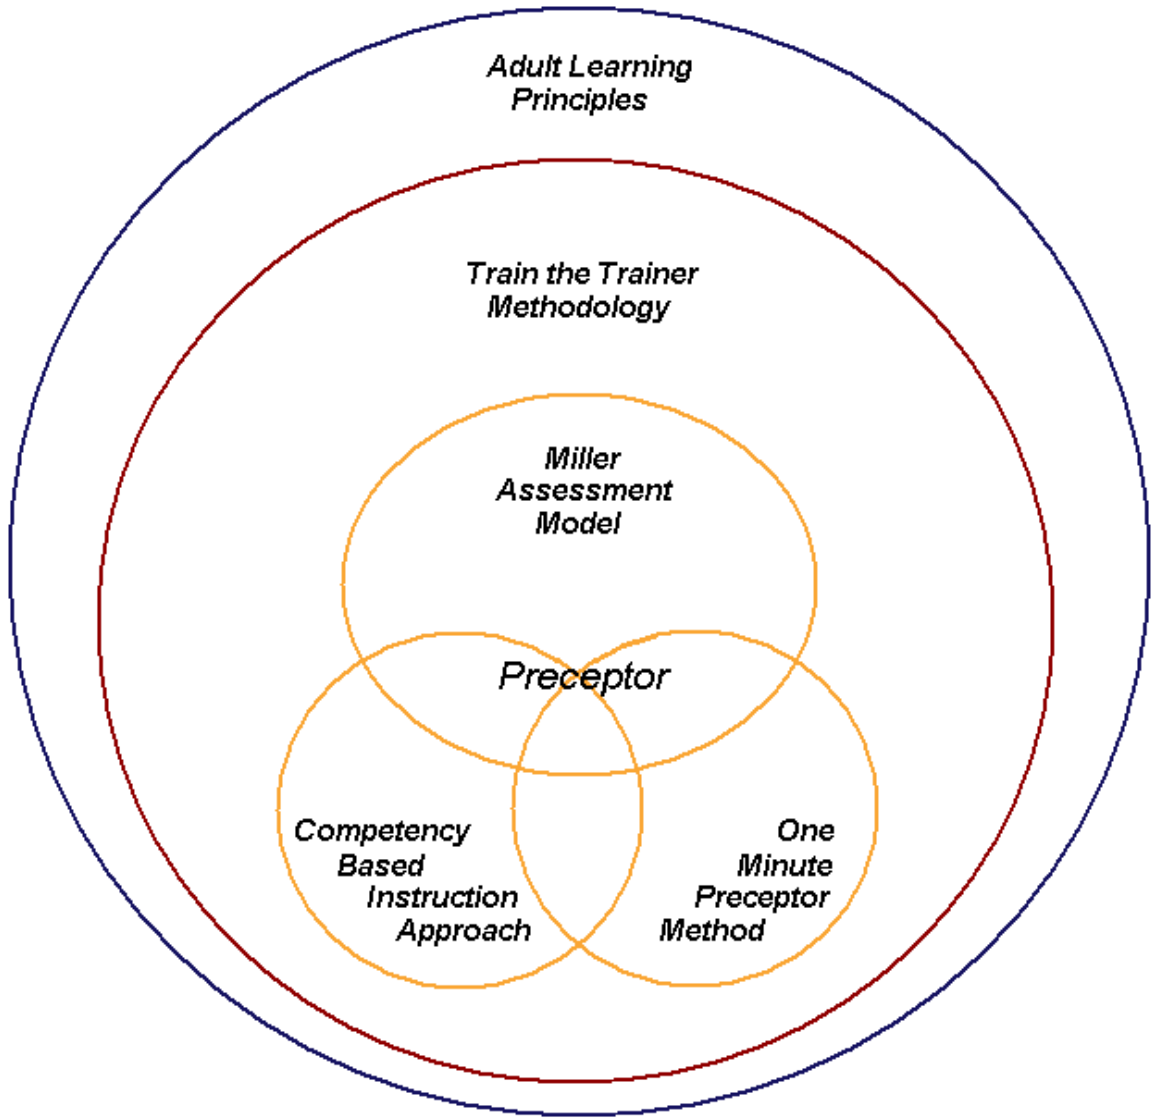 Adult Learning
Principles
Train the Trainer
Methodology
Miller
Assessment
Model
Preceptor
Competency
Based
Instruction
Approach
One
Minute
Preceptor
Method